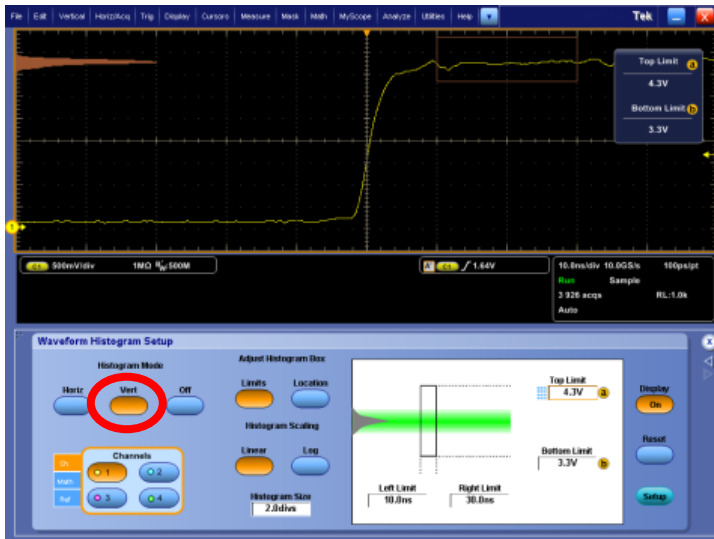 File Edit Vertical Horiz/Acq Trig Display Cursors Measure Mask Math MyScope Analyze Utilities Help Tek X
Top Limit a
4.3V
Bottom Limit b
3.3V
1
C1 500mV/div 1MΩ BW:500M
A' C1 / 1.64V
10.0ns/div 10.0GS/s 100ps/pt
Run Sample
3 926 acqs RL:1.0k
Auto
Waveform Histogram Setup X
Histogram Mode
Horiz Vert Off
Adjust Histogram Box
Limits Location
Histogram Scaling
Linear Log
Histogram Size
2.0divs
Channels
Ch
Math
Ref
1 2
3 4
Top Limit
4.3V a
Bottom Limit
3.3V b
Left Limit Right Limit
10.0ns 30.0ns
Display
On
Reset
Setup